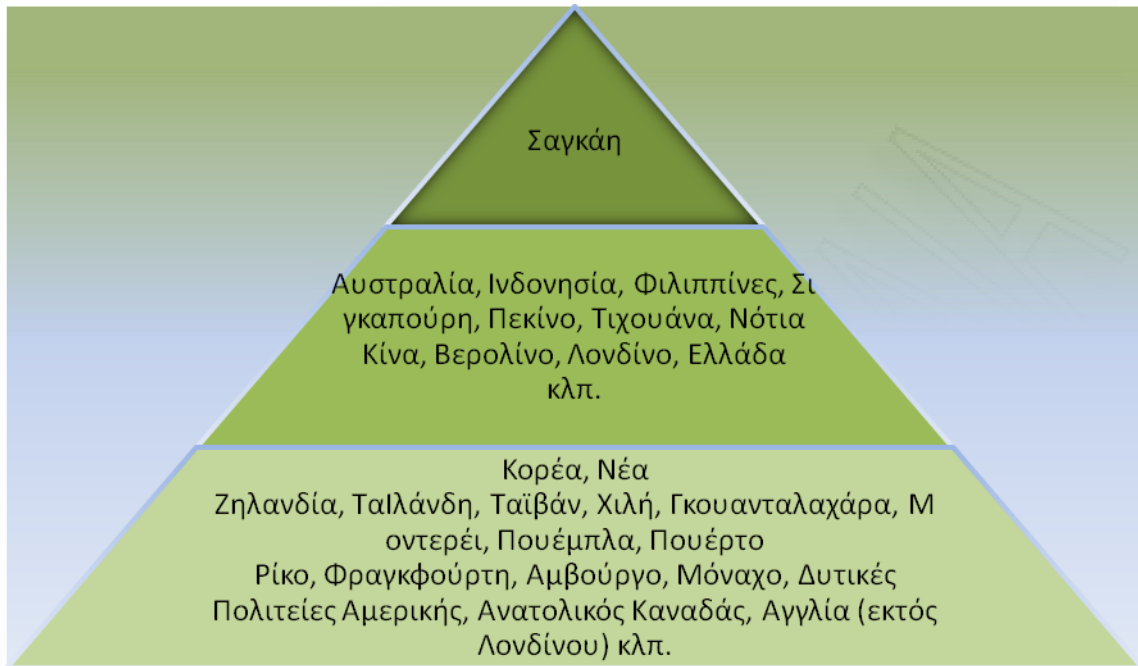 Σαγκάη
Αυστραλία, Ινδονησία, Φιλιππίνες, Σι
γκαπούρη, Πεκίνο, Τιχουάνα, Νότια
Κίνα, Βερολίνο, Λονδίνο, Ελλάδα
κλπ.
Κορέα, Νέα
Ζηλανδία, ΤαΙλάνδη, Ταϊβάν, Χιλή, Γκουανταλαχάρα, Μ
οντερέι, Πουέμπλα, Πουέρτο
Ρίκο, Φραγκφούρτη, Αμβούργο, Μόναχο, Δυτικές
Πολιτείες Αμερικής, Ανατολικός Καναδάς, Αγγλία (εκτός
Λονδίνου) κλπ.